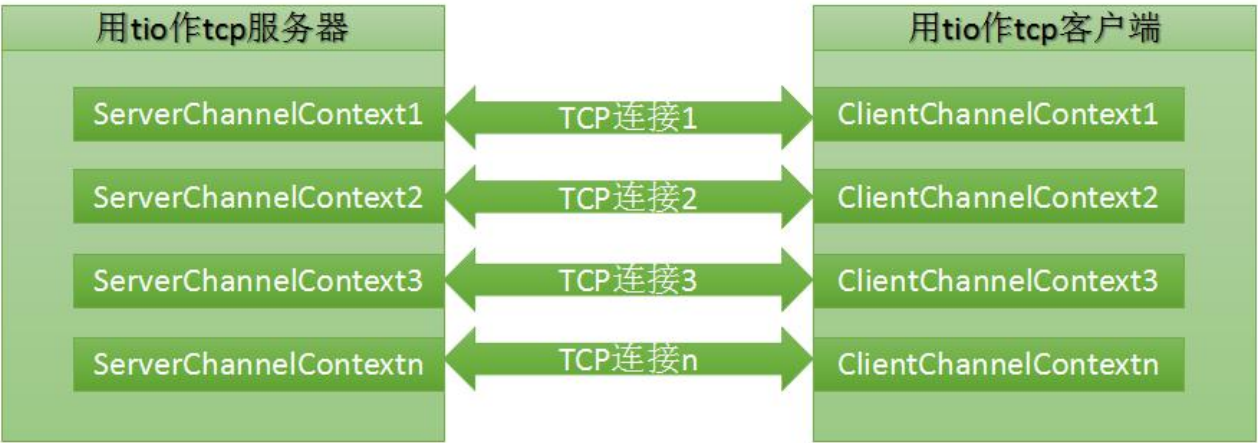 用tio作tcp服务器
用tio作tcp客户端
ServerChannelContext1
TCP连接1
ClientChannelContext1
ServerChannelContext2
TCP连接2
ClientChannelContext2
ServerChannelContext3
TCP连接3
ClientChannelContext3
ServerChannelContextn
TCP连接n
ClientChannelContextn